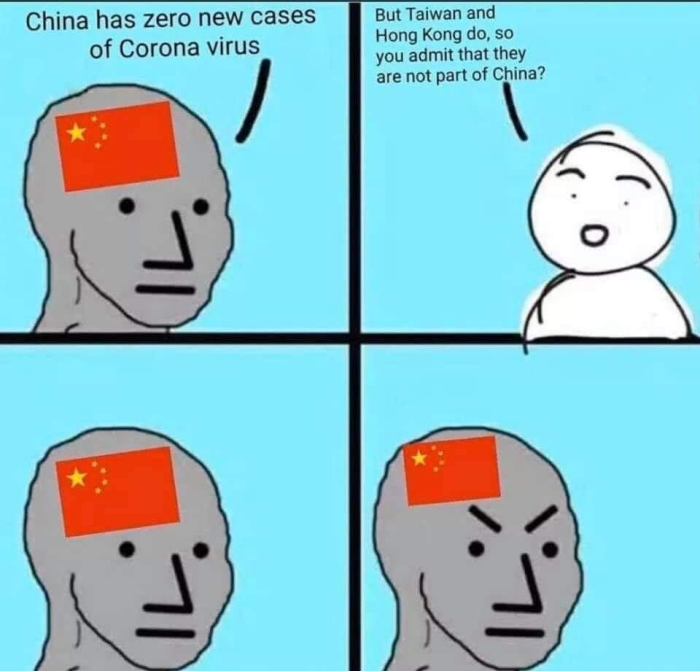 China has zero new cases
of Corona virus
But Taiwan and
Hong Kong do, so
you admit that they
are not part of China?